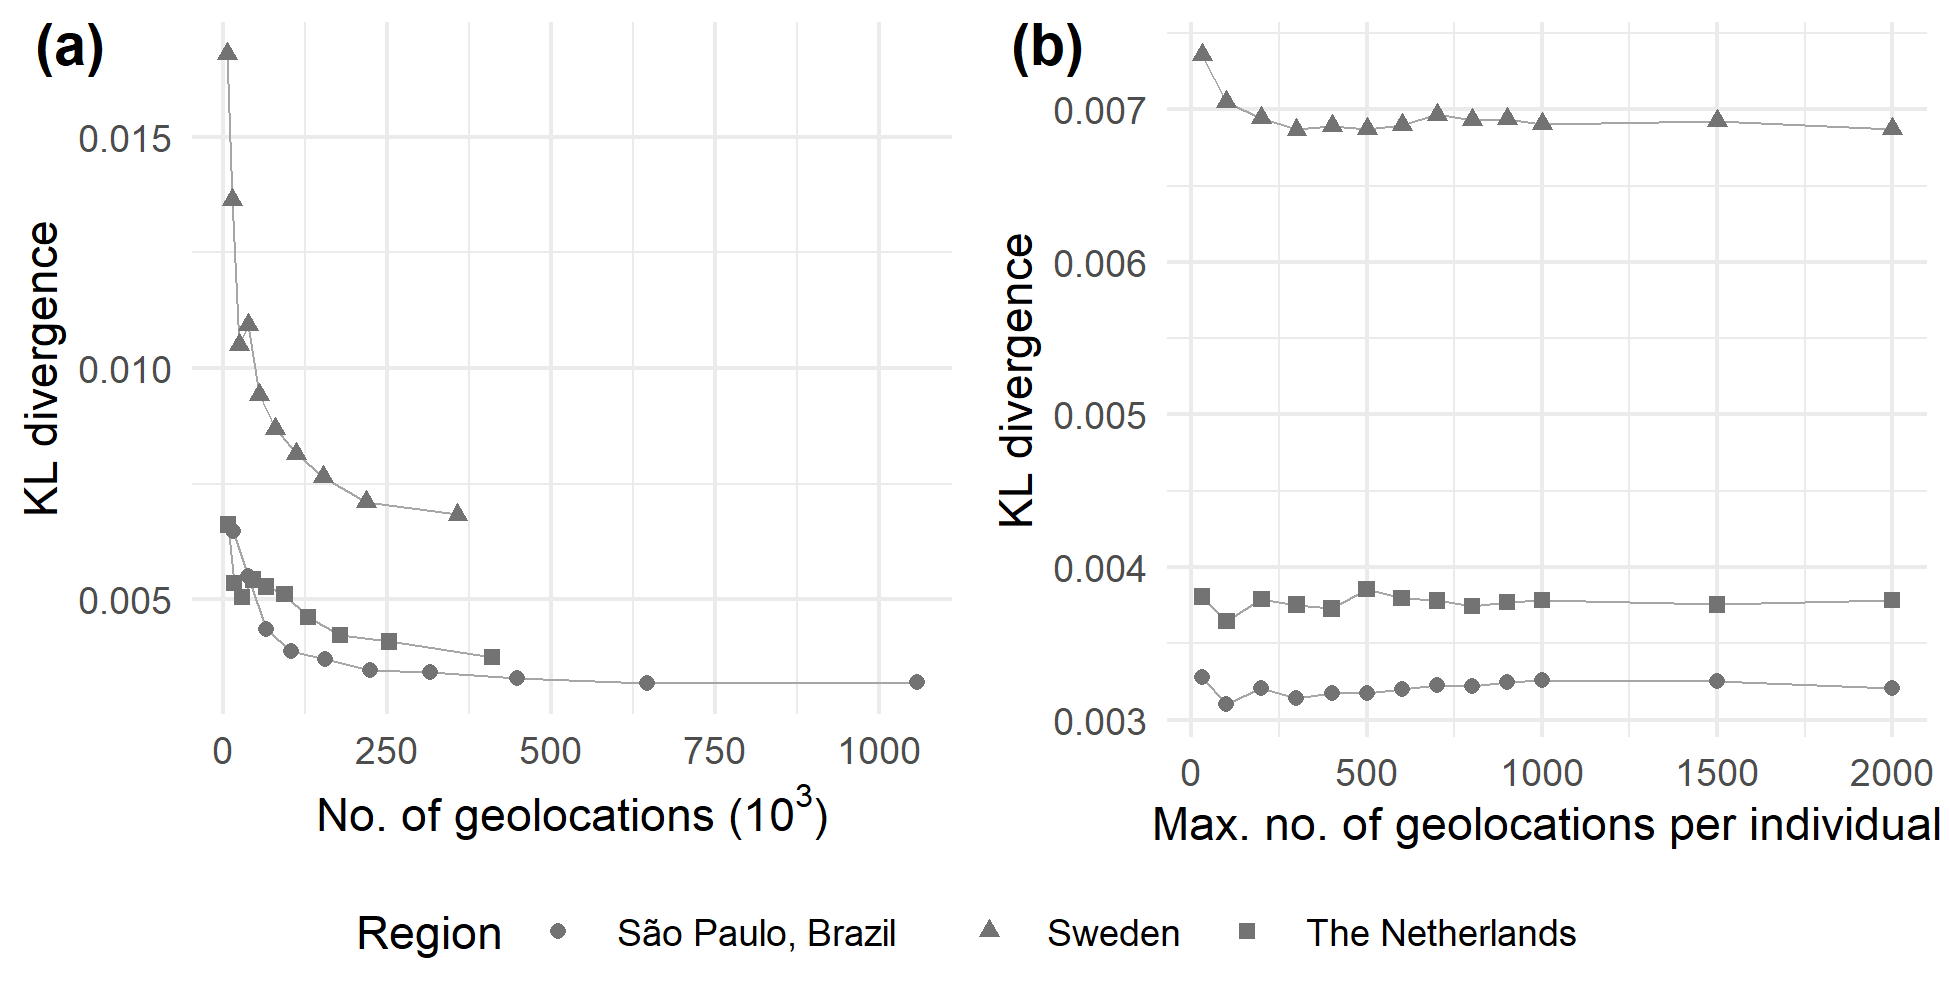 (a)
KL divergence
0.015
0.010
0.005
0 250 500 750 1000
No. of geolocations (10³)
(b)
KL divergence
0.007
0.006
0.005
0.004
0.003
0 500 1000 1500 2000
Max. no. of geolocations per individual
Region São Paulo, Brazil Sweden The Netherlands